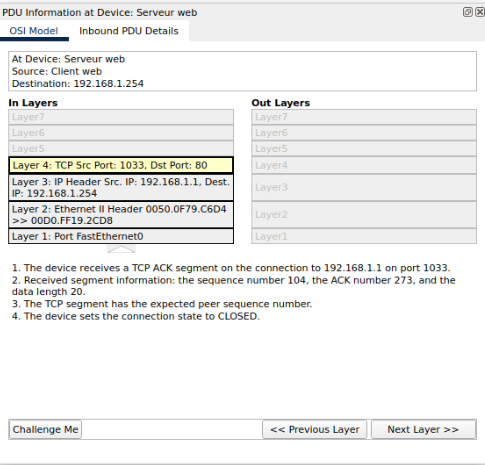 PDU Information at Device: Serveur web
OSI Model Inbound PDU Details
At Device: Serveur web
Source: Client web
Destination: 192.168.1.254
In Layers
Layer7
Layer6
Layer5
Layer 4: TCP Src Port: 1033, Dst Port: 80
Layer 3: IP Header Src. IP: 192.168.1.1, Dest.
IP: 192.168.1.254
Layer 2: Ethernet II Header 0050.0F79.C6D4
>> 00D0.FF19.2CD8
Layer 1: Port FastEthernet0
Out Layers
Layer7
Layer6
Layer5
Layer4
Layer3
Layer2
Layer1
1. The device receives a TCP ACK segment on the connection to 192.168.1.1 on port 1033.
2. Received segment information: the sequence number 104, the ACK number 273, and the
data length 20.
3. The TCP segment has the expected peer sequence number.
4. The device sets the connection state to CLOSED.
Challenge Me << Previous Layer Next Layer >>